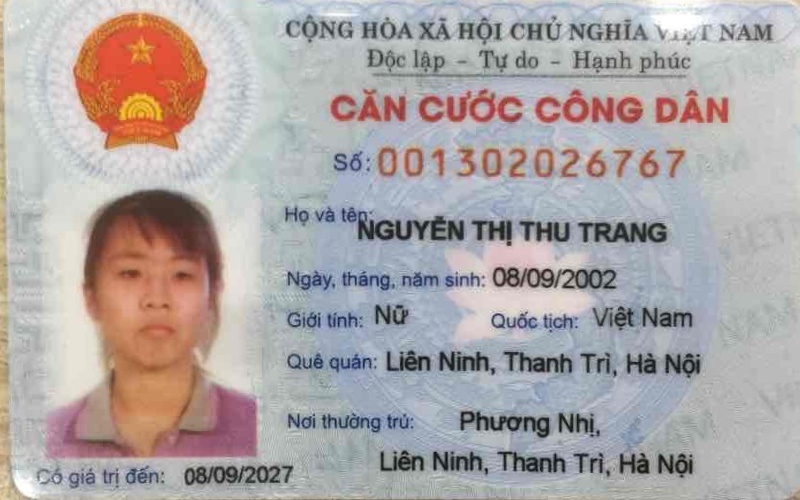 CỘNG HÒA XÃ HỘI CHỦ NGHĨA VIỆT NAM
Độc lập - Tự do - Hạnh phúc
CĂN CƯỚC CÔNG DÂN
Số: 001302026767
Họ và tên: NGUYỄN THỊ THU TRANG
Ngày, tháng, năm sinh: 08/09/2002
Giới tính: Nữ Quốc tịch: Việt Nam
Quê quán: Liên Ninh, Thanh Trì, Hà Nội
Nơi thường trú: Phương Nhị,
Liên Ninh, Thanh Trì, Hà Nội
Có giá trị đến: 08/09/2027